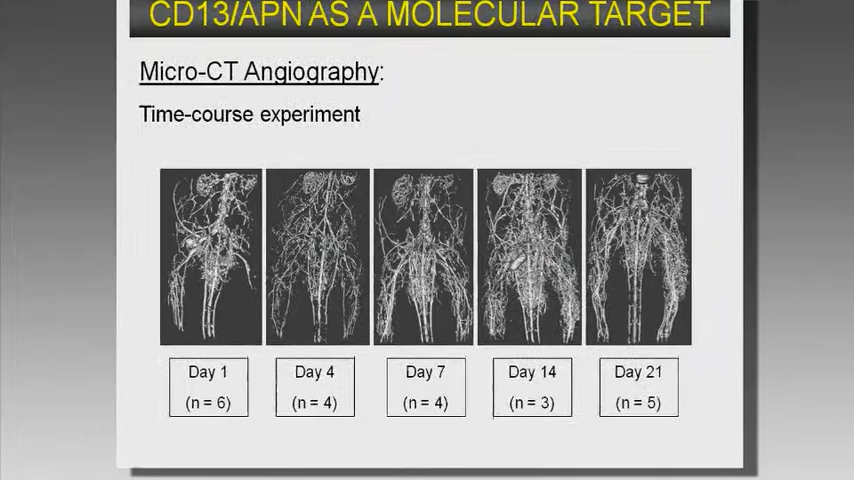 CD13/APN AS A MOLECULAR TARGET
Micro-CT Angiography:
Time-course experiment
Day 1
(n = 6)
Day 4
(n = 4)
Day 7
(n = 4)
Day 14
(n = 3)
Day 21
(n = 5)